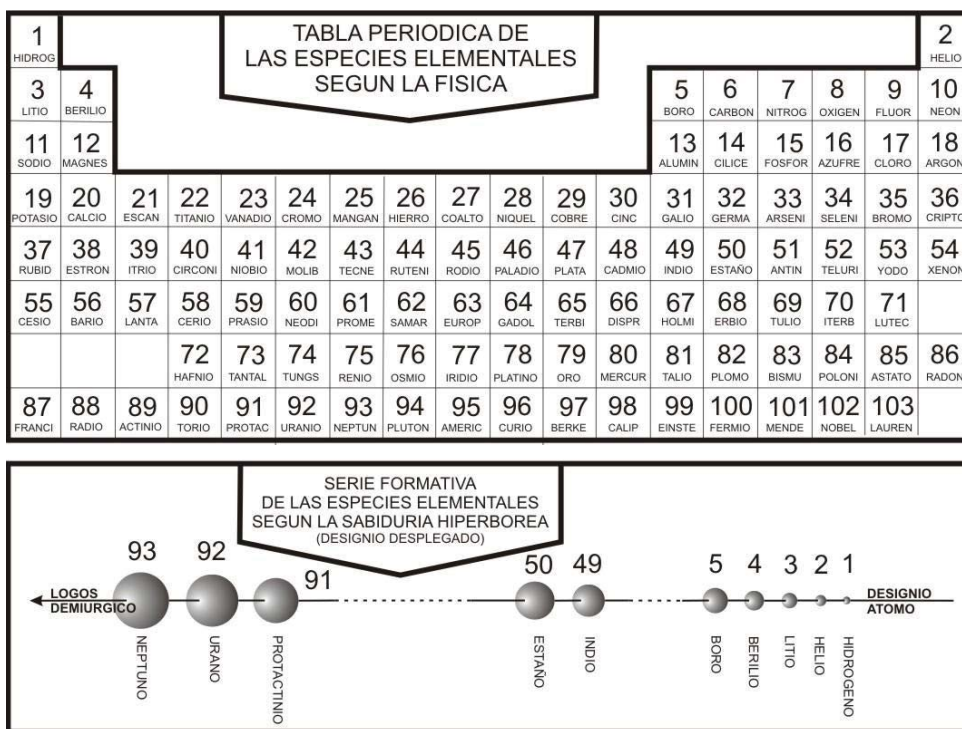 TABLA PERIODICA DE
LAS ESPECIES ELEMENTALES
SEGUN LA FISICA
1 2
HIDROG HELIO
3 4 5 6 7 8 9 10
LITIO BERILIO BORO CARBON NITROG OXIGEN FLUOR NEON
11 12 13 14 15 16 17 18
SODIO MAGNES ALUMIN CILICE FOSFOR AZUFRE CLORO ARGON
19 20 21 22 23 24 25 26 27 28 29 30 31 32 33 34 35 36
POTASIO CALCIO ESCAN TITANIO VANADIO CROMO MANGAN HIERRO COALTO NIQUEL COBRE CINC GALIO GERMA ARSENI SELENI BROMO CRIPTO
37 38 39 40 41 42 43 44 45 46 47 48 49 50 51 52 53 54
RUBID ESTRON ITRIO CIRCONI NIOBIO MOLIB TECNE RUTENI RODIO PALADIO PLATA CADMIO INDIO ESTAÑO ANTIN TELURI YODO XENON
55 56 57 58 59 60 61 62 63 64 65 66 67 68 69 70 71
CESIO BARIO LANTA CERIO PRASIO NEODI PROME SAMAR EUROP GADOL TERBI DISPR HOLMI ERBIO TULIO ITERB LUTEC
72 73 74 75 76 77 78 79 80 81 82 83 84 85 86
HAFNIO TANTAL TUNGS RENIO OSMIO IRIDIO PLATINO ORO MERCUR TALIO PLOMO BISMU POLONI ASTATO RADON
87 88 89 90 91 92 93 94 95 96 97 98 99 100 101 102 103
FRANCI RADIO ACTINIO TORIO PROTAC URANIO NEPTUN PLUTON AMERIC CURIO BERKE CALIP EINSTE FERMIO MENDE NOBEL LAUREN
SERIE FORMATIVA
DE LAS ESPECIES ELEMENTALES
SEGUN LA SABIDURIA HIPERBOREA
(DESIGNIO DESPLEGADO)
93 92 91 50 49 5 4 3 2 1
LOGOS
DEMIURGICO
DESIGNIO
ATOMO
NEPTUNO URANO PROTACTINIO ESTAÑO INDIO BORO BERILIO LITIO HELIO HIDROGENO